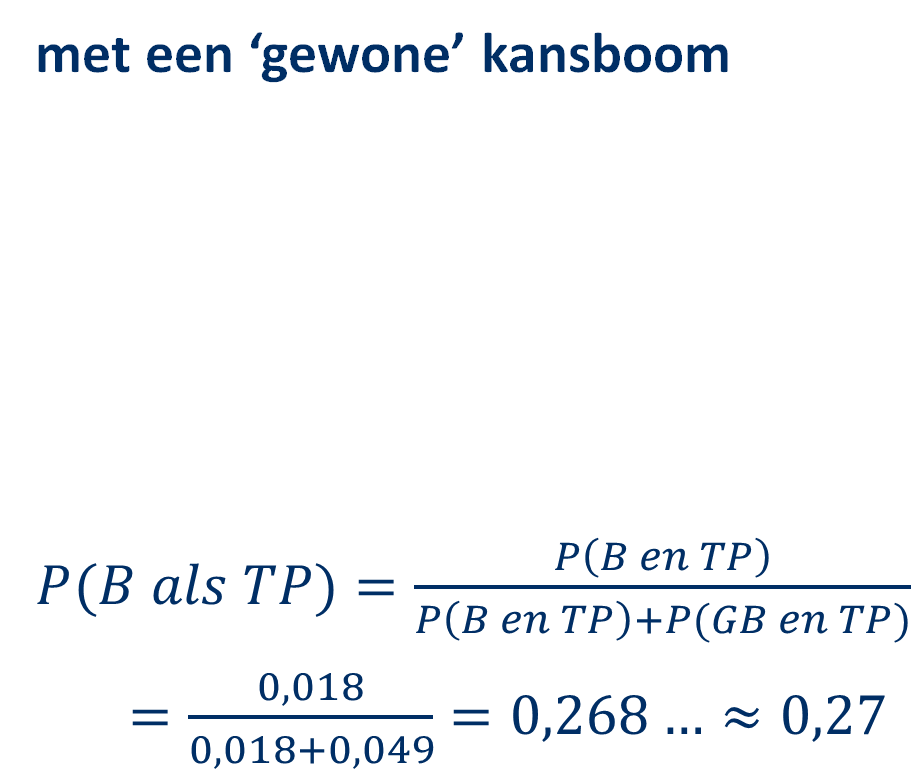 met een ‘gewone’ kansboom
P(B als TP) = P(B en TP) / P(B en TP)+P(GB en TP)
= 0,018 / 0,018+0,049 = 0,268 … ≈ 0,27